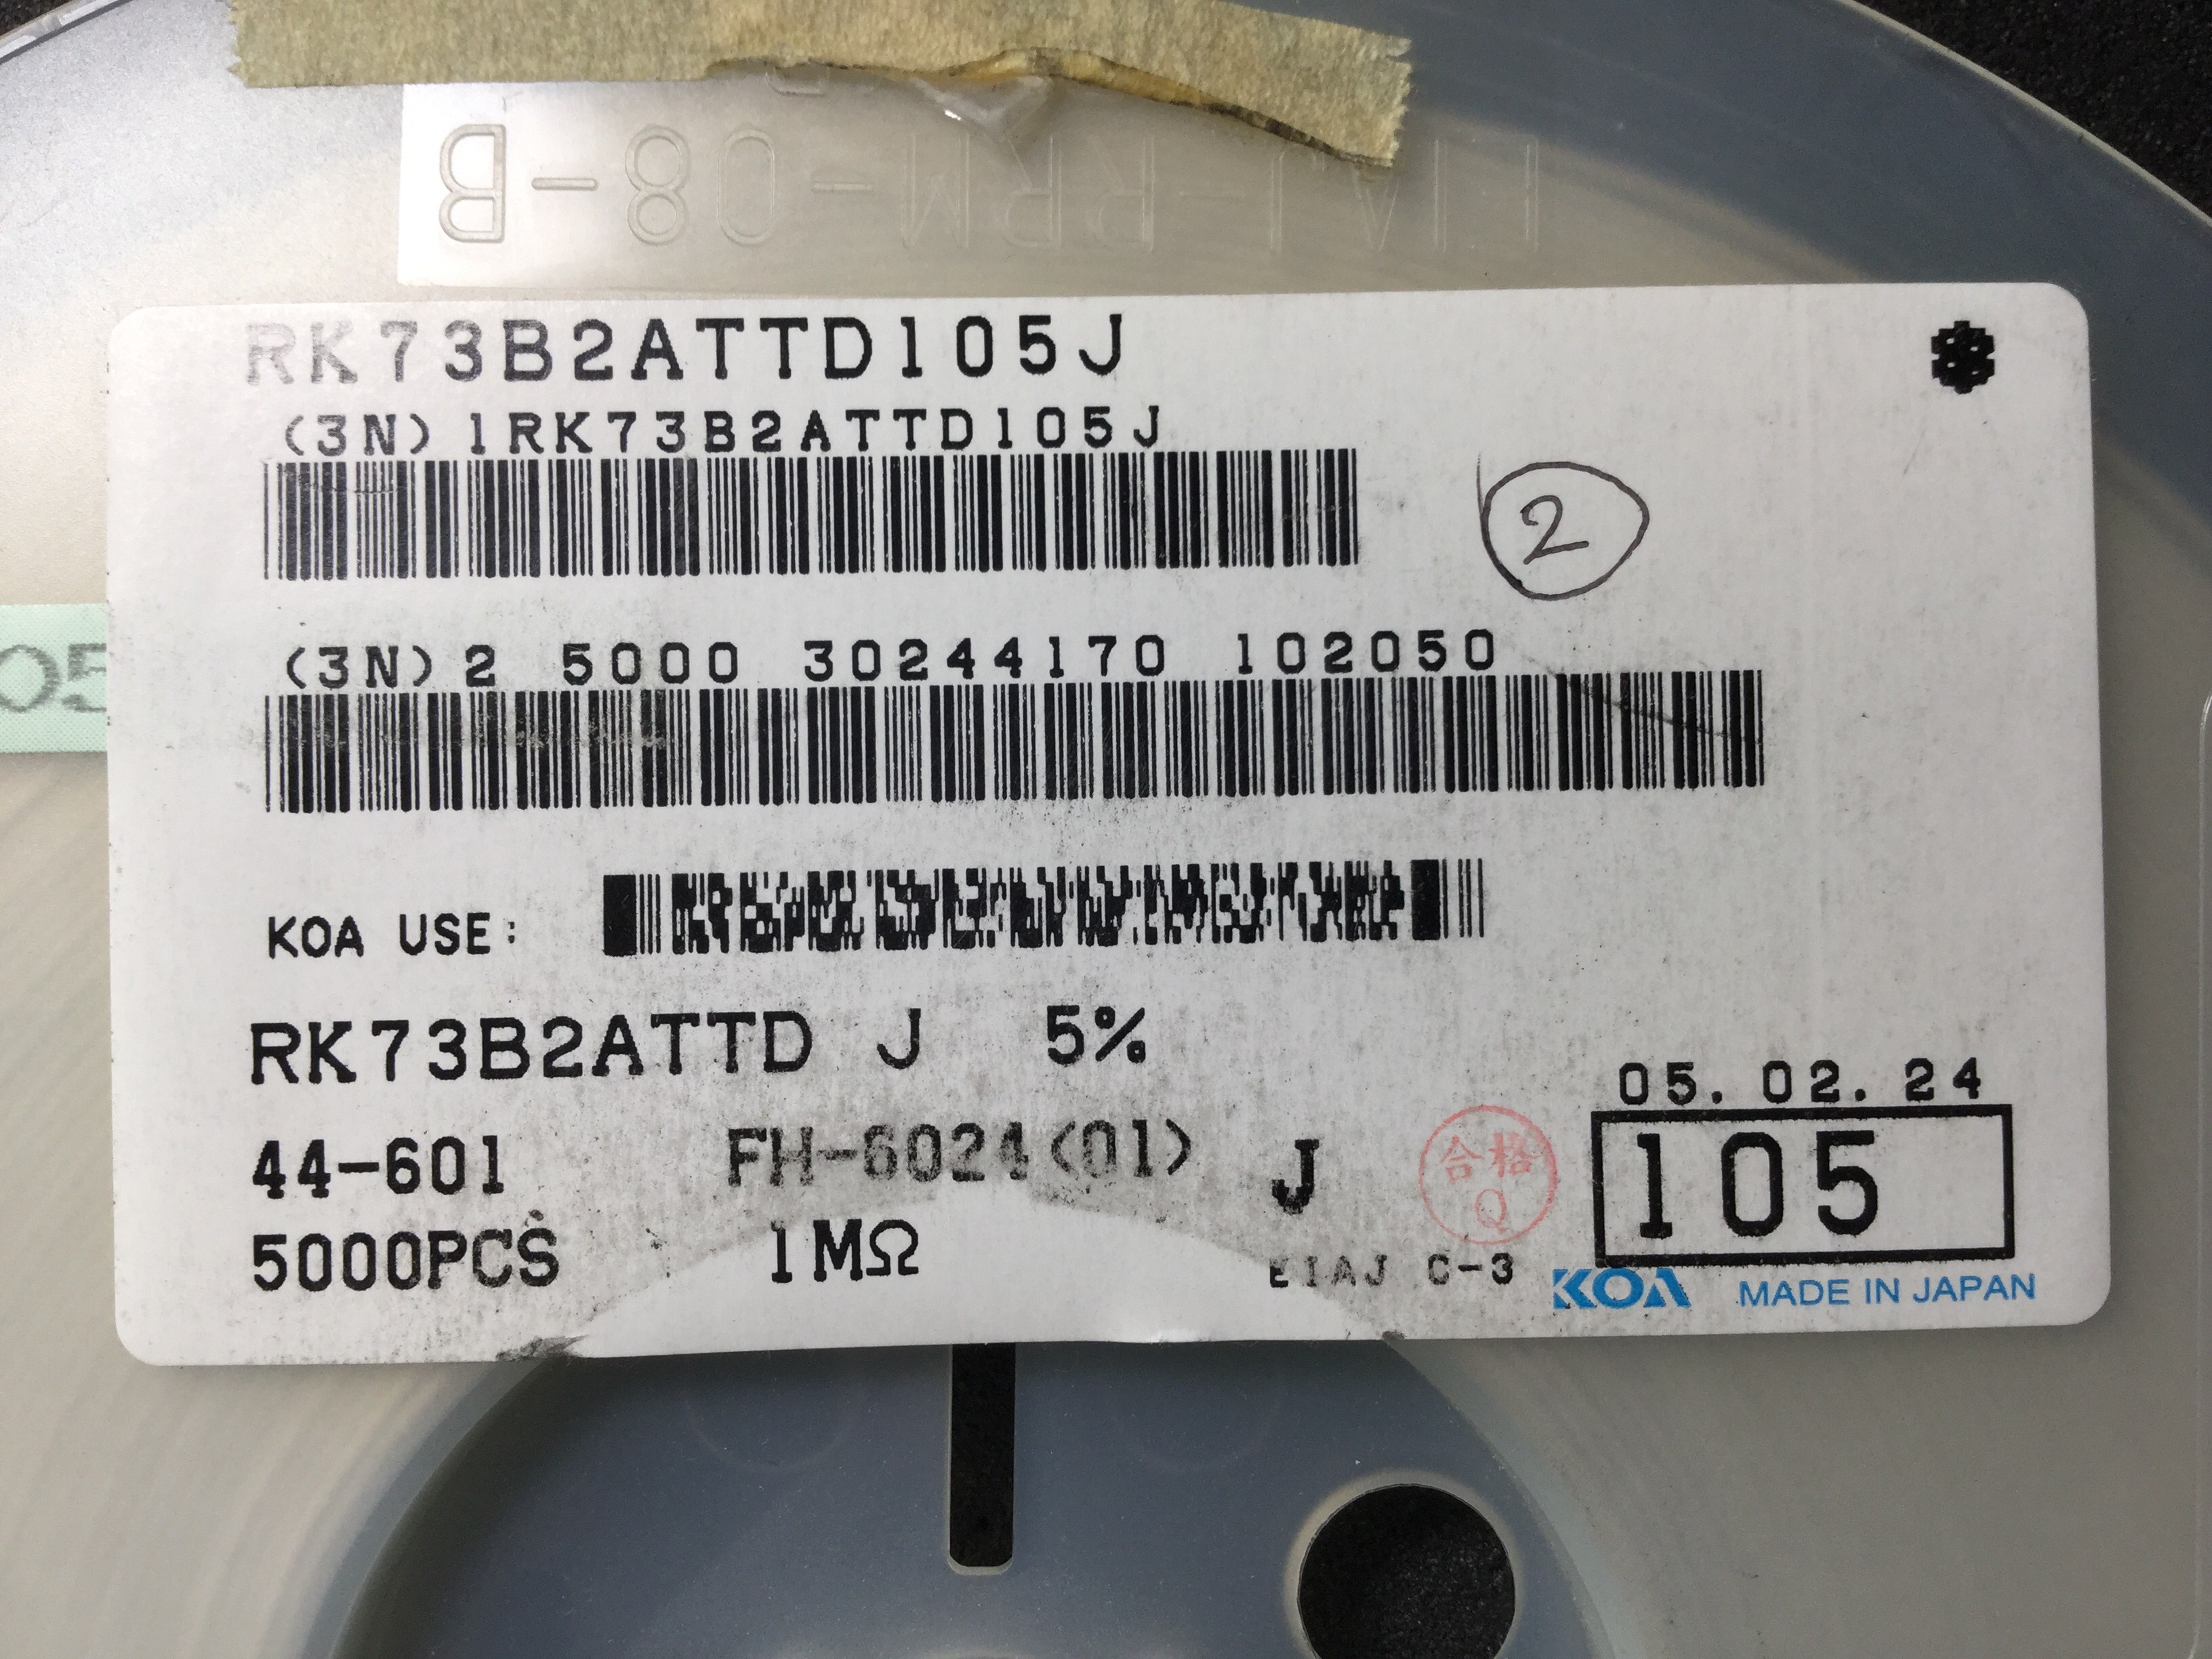 RK73B2ATTD105J
(3N)1RK73B2ATTD105J
2
(3N)2 5000 30244170 102050
05
KOA USE:
RK73B2ATTD J 5%
05.02.24
44-601 FH-6024(01) J 合格 Q 105
5000PCS 1MΩ EIAJ C-3 KOA MADE IN JAPAN